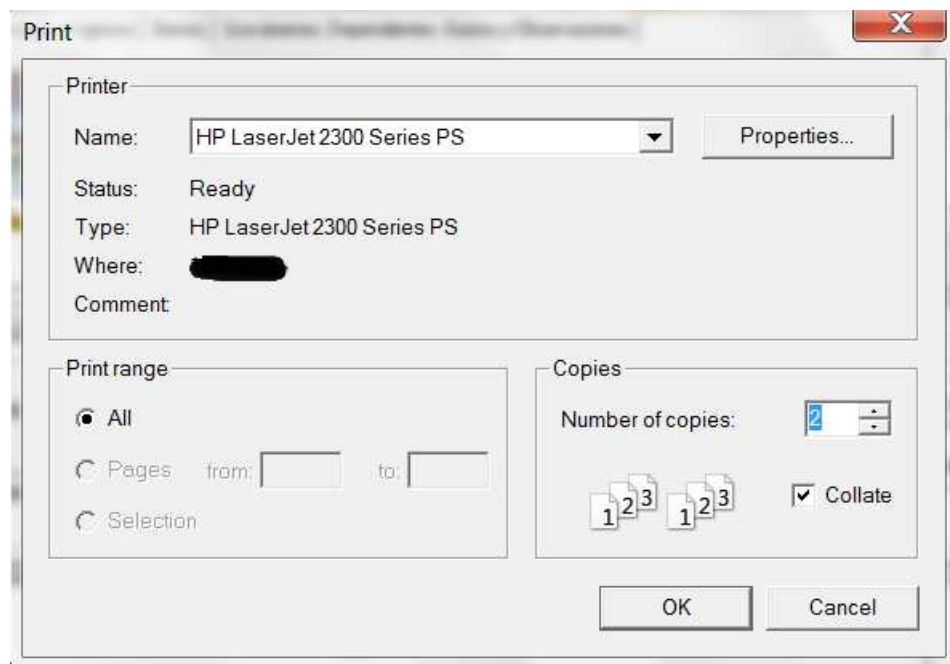 Print
Printer
Name: HP LaserJet 2300 Series PS Properties...
Status: Ready
Type: HP LaserJet 2300 Series PS
Where:
Comment:
Print range
All
Pages from: to:
Selection
Copies
Number of copies: 2
1 2 3 1 2 3
Collate
OK Cancel